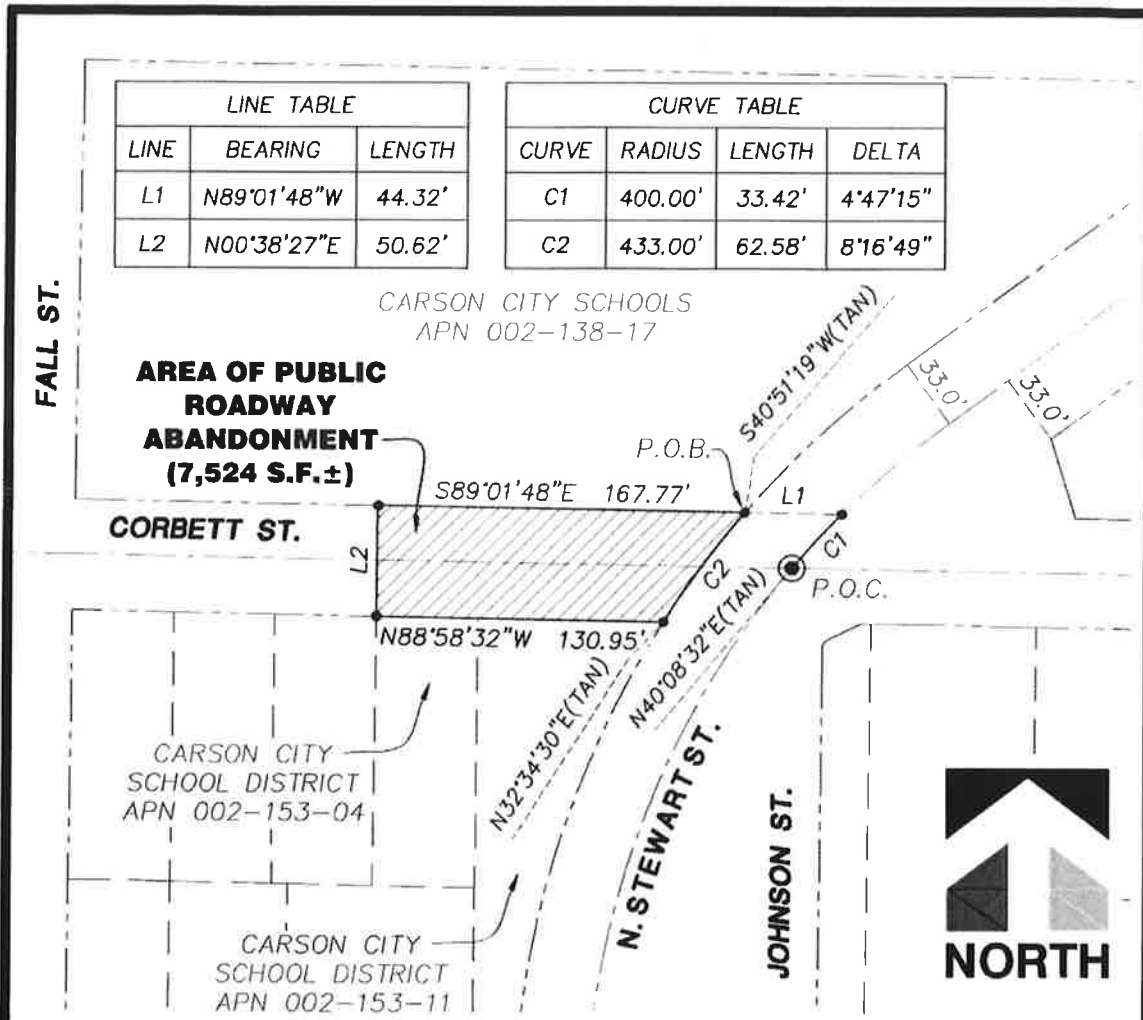 LINE TABLE
LINE BEARING LENGTH
L1 N89°01'48"W 44.32'
L2 N00°38'27"E 50.62'
CURVE TABLE
CURVE RADIUS LENGTH DELTA
C1 400.00' 33.42' 4°47'15"
C2 433.00' 62.58' 8°16'49"
CARSON CITY SCHOOLS
APN 002-138-17
FALL ST.
AREA OF PUBLIC
ROADWAY
ABANDONMENT
(7,524 S.F.±)
S40°51'19"W(TAN)
33.0'
33.0'
P.O.B.
S89°01'48"E 167.77'
L1
CORBETT ST.
L2
C2
C1
P.O.C.
N88°58'32"W 130.95'
N32°34'30"E(TAN)
N40°08'32"E(TAN)
CARSON CITY
SCHOOL DISTRICT
APN 002-153-04
N. STEWART ST.
JOHNSON ST.
CARSON CITY
SCHOOL DISTRICT
APN 002-153-11
NORTH